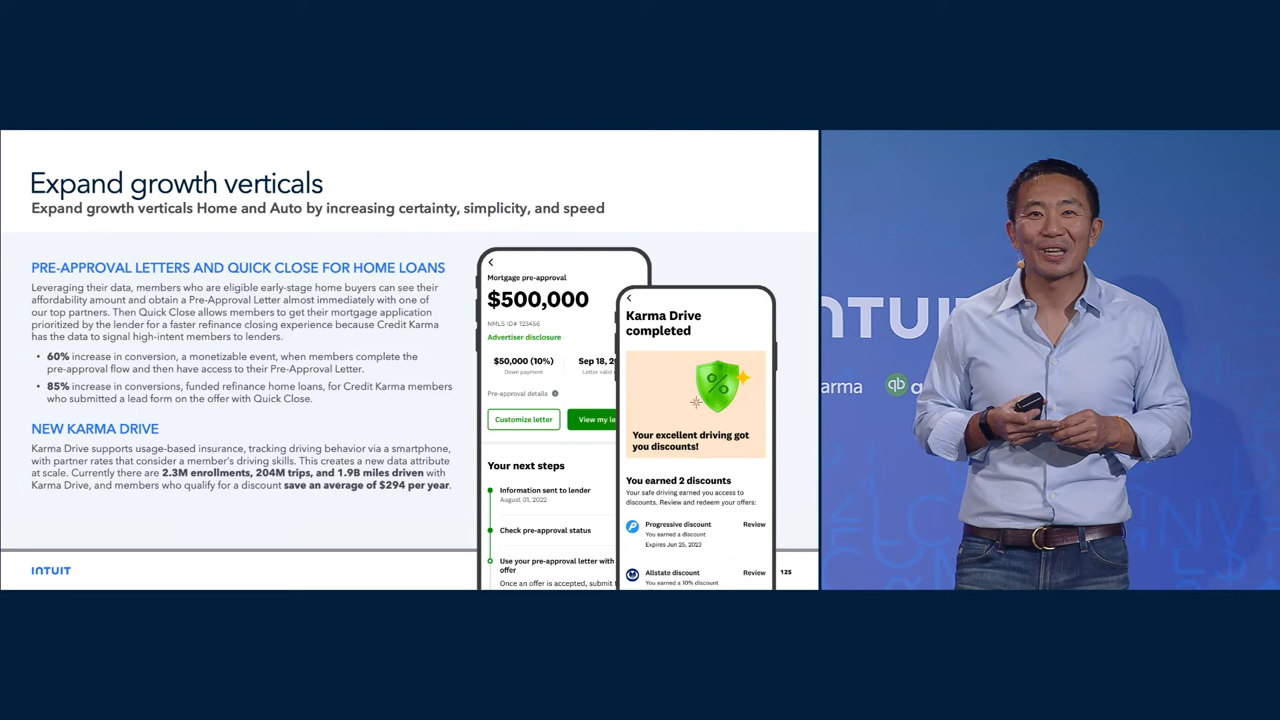 Expand growth verticals
Expand growth verticals Home and Auto by increasing certainty, simplicity, and speed
PRE-APPROVAL LETTERS AND QUICK CLOSE FOR HOME LOANS
Leveraging their data, members who are eligible early-stage home buyers can see their
affordability amount and obtain a Pre-Approval Letter almost immediately with one of
our top partners. Then Quick Close allows members to get their mortgage application
prioritized by the lender for a faster refinance closing experience because Credit Karma
has the data to signal high-intent members to lenders.
• 60% increase in conversion, a monetizable event, when members complete the
pre-approval flow and then have access to their Pre-Approval Letter.
• 85% increase in conversions, funded refinance home loans, for Credit Karma members
who submitted a lead form on the offer with Quick Close.
NEW KARMA DRIVE
Karma Drive supports usage-based insurance, tracking driving behavior via a smartphone,
with partner rates that consider a member's driving skills. This creates a new data attribute
at scale. Currently there are 2.3M enrollments, 204M trips, and 1.9B miles driven with
Karma Drive, and members who qualify for a discount save an average of $294 per year.
Mortgage pre-approval
$500,000
NMLS ID# 123456
Advertiser disclosure
$50,000 (10%)
Down payment
Sep 18, 2
Letter valid
Pre-approval details
Customize letter
View my le
Your next steps
Information sent to lender
August 01, 2022
Check pre-approval status
Use your pre-approval letter with
offer
Once an offer is accepted, submit
Karma Drive
completed
Your excellent driving got
you discounts!
You earned 2 discounts
Your safe driving earned you access to
discounts. Review and redeem your offers:
Progressive discount
Review
You earned a discount
Expires Jun 25, 2023
Allstate discount
Review
You earned a 10% discount
INTUIT
125
INTUI
arma
qb